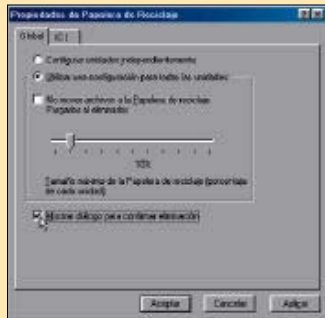 Propiedades de Papelera de Reciclaje
Global (C:)
Configurar unidades independientemente
Utilizar una configuración para todas las unidades:
No mover archivos a la Papelera de reciclaje.
Purgarlos al eliminarlos
10%
Tamaño máximo de la Papelera de reciclaje (porcentaje
de cada unidad)
Mostrar diálogo para confirmar eliminación
Aceptar Cancelar Aplicar